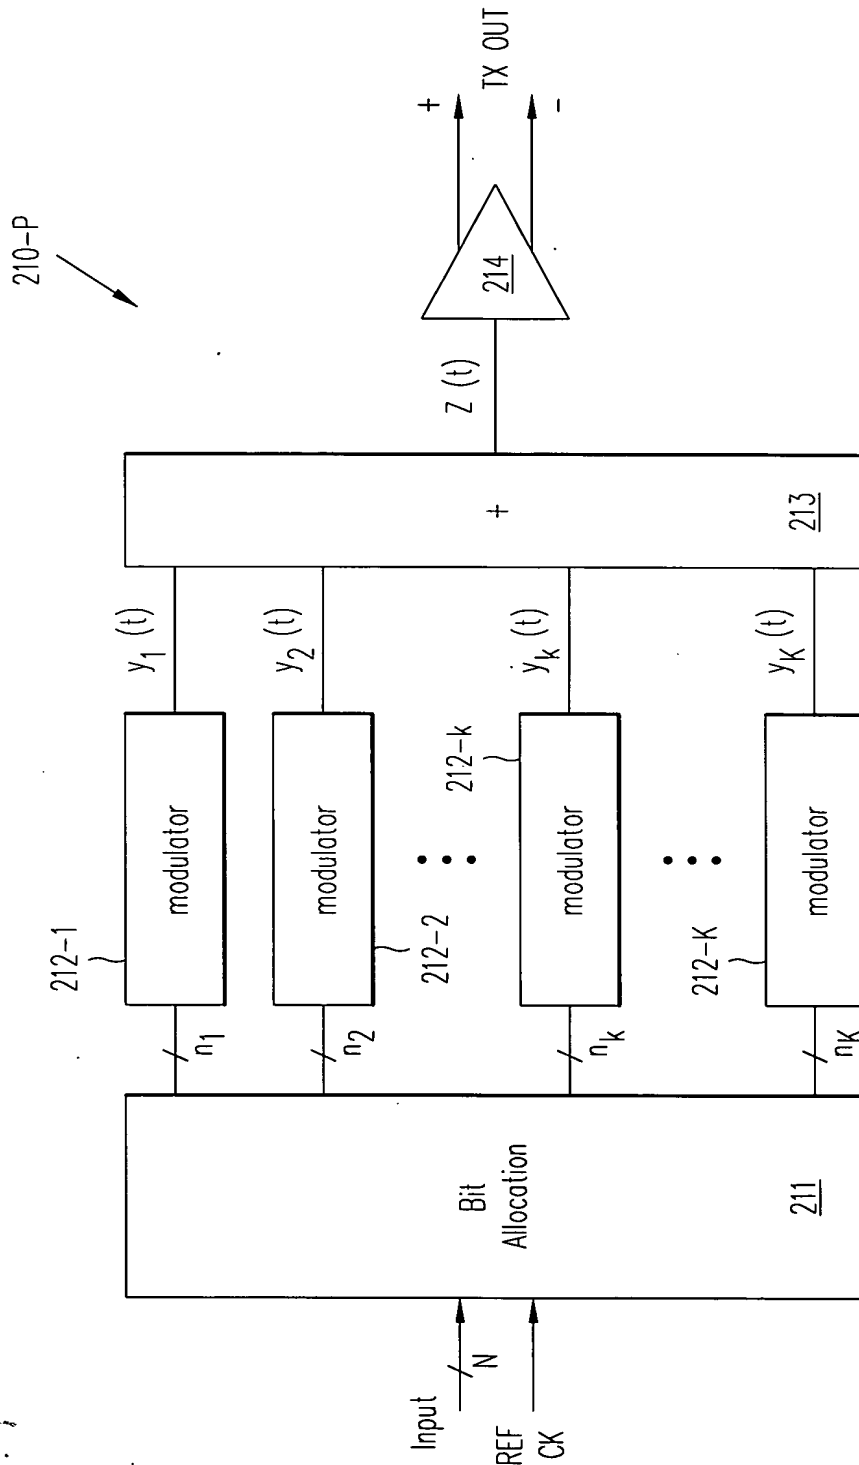 210-P
Input
N
REF
CK
Bit
Allocation
211
n1
n2
nk
nK
212-1
modulator
212-2
modulator
212-k
modulator
212-K
modulator
y1 (t)
y2 (t)
yk (t)
yK (t)
+
213
Z (t)
214
+
TX OUT
-